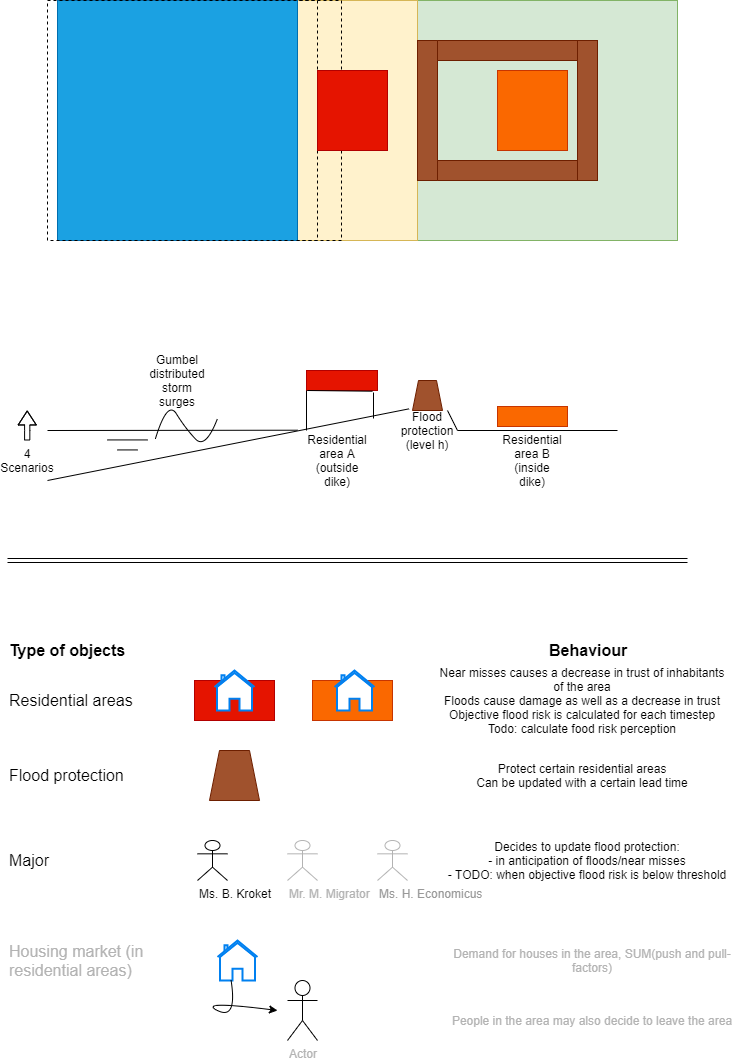 Gumbel
distributed
storm
surges
4
Scenarios
Residential
area A
(outside
dike)
Flood
protection
(level h)
Residential
area B
(inside
dike)
Type of objects
Behaviour
Residential areas
Near misses causes a decrease in trust of inhabitants
of the area
Floods cause damage as well as a decrease in trust
Objective flood risk is calculated for each timestep
Todo: calculate food risk perception
Flood protection
Protect certain residential areas
Can be updated with a certain lead time
Major
Ms. B. Kroket
Mr. M. Migrator
Ms. H. Economicus
Decides to update flood protection:
- in anticipation of floods/near misses
- TODO: when objective flood risk is below threshold
Housing market (in
residential areas)
Demand for houses in the area, SUM(push and pull-
factors)
People in the area may also decide to leave the area
Actor